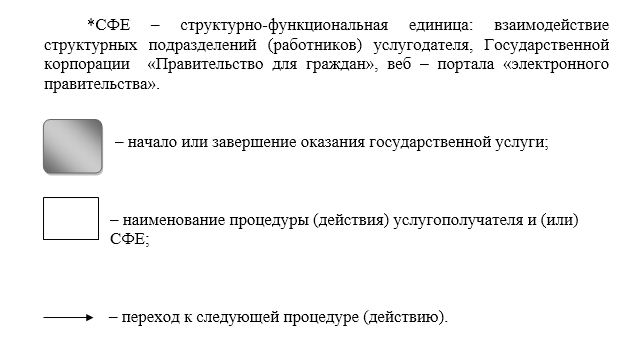 *СФЕ – структурно-функциональная единица: взаимодействие
структурных подразделений (работников) услугодателя, Государственной
корпорации «Правительство для граждан», веб – портала «электронного
правительства».
– начало или завершение оказания государственной услуги;
– наименование процедуры (действия) услугополучателя и (или)
СФЕ;
– переход к следующей процедуре (действию).